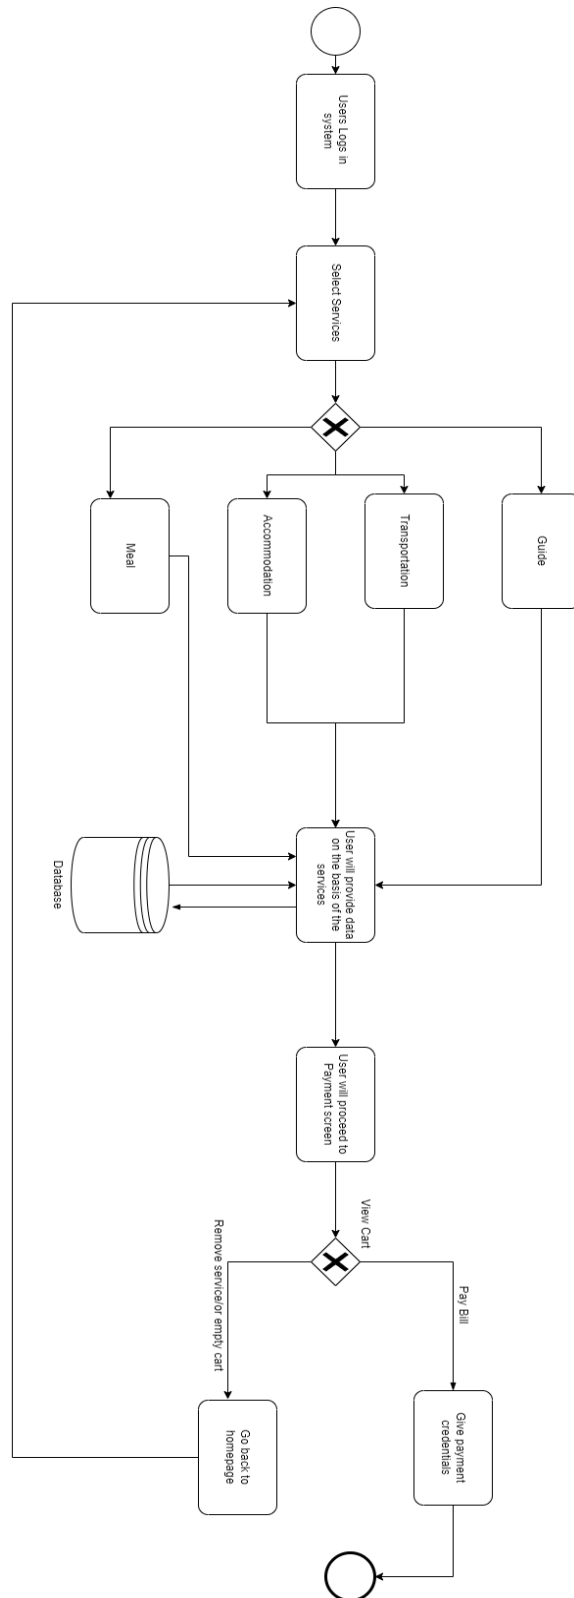 Users Logs in
system
Select Services
Guide
Transportation
Accommodation
Meal
User will provide data
on the basis of the
services
Database
User will proceed to
Payment screen
View Cart
Pay Bill
Remove service/or empty cart
Give payment
credentials
Go back to
homepage